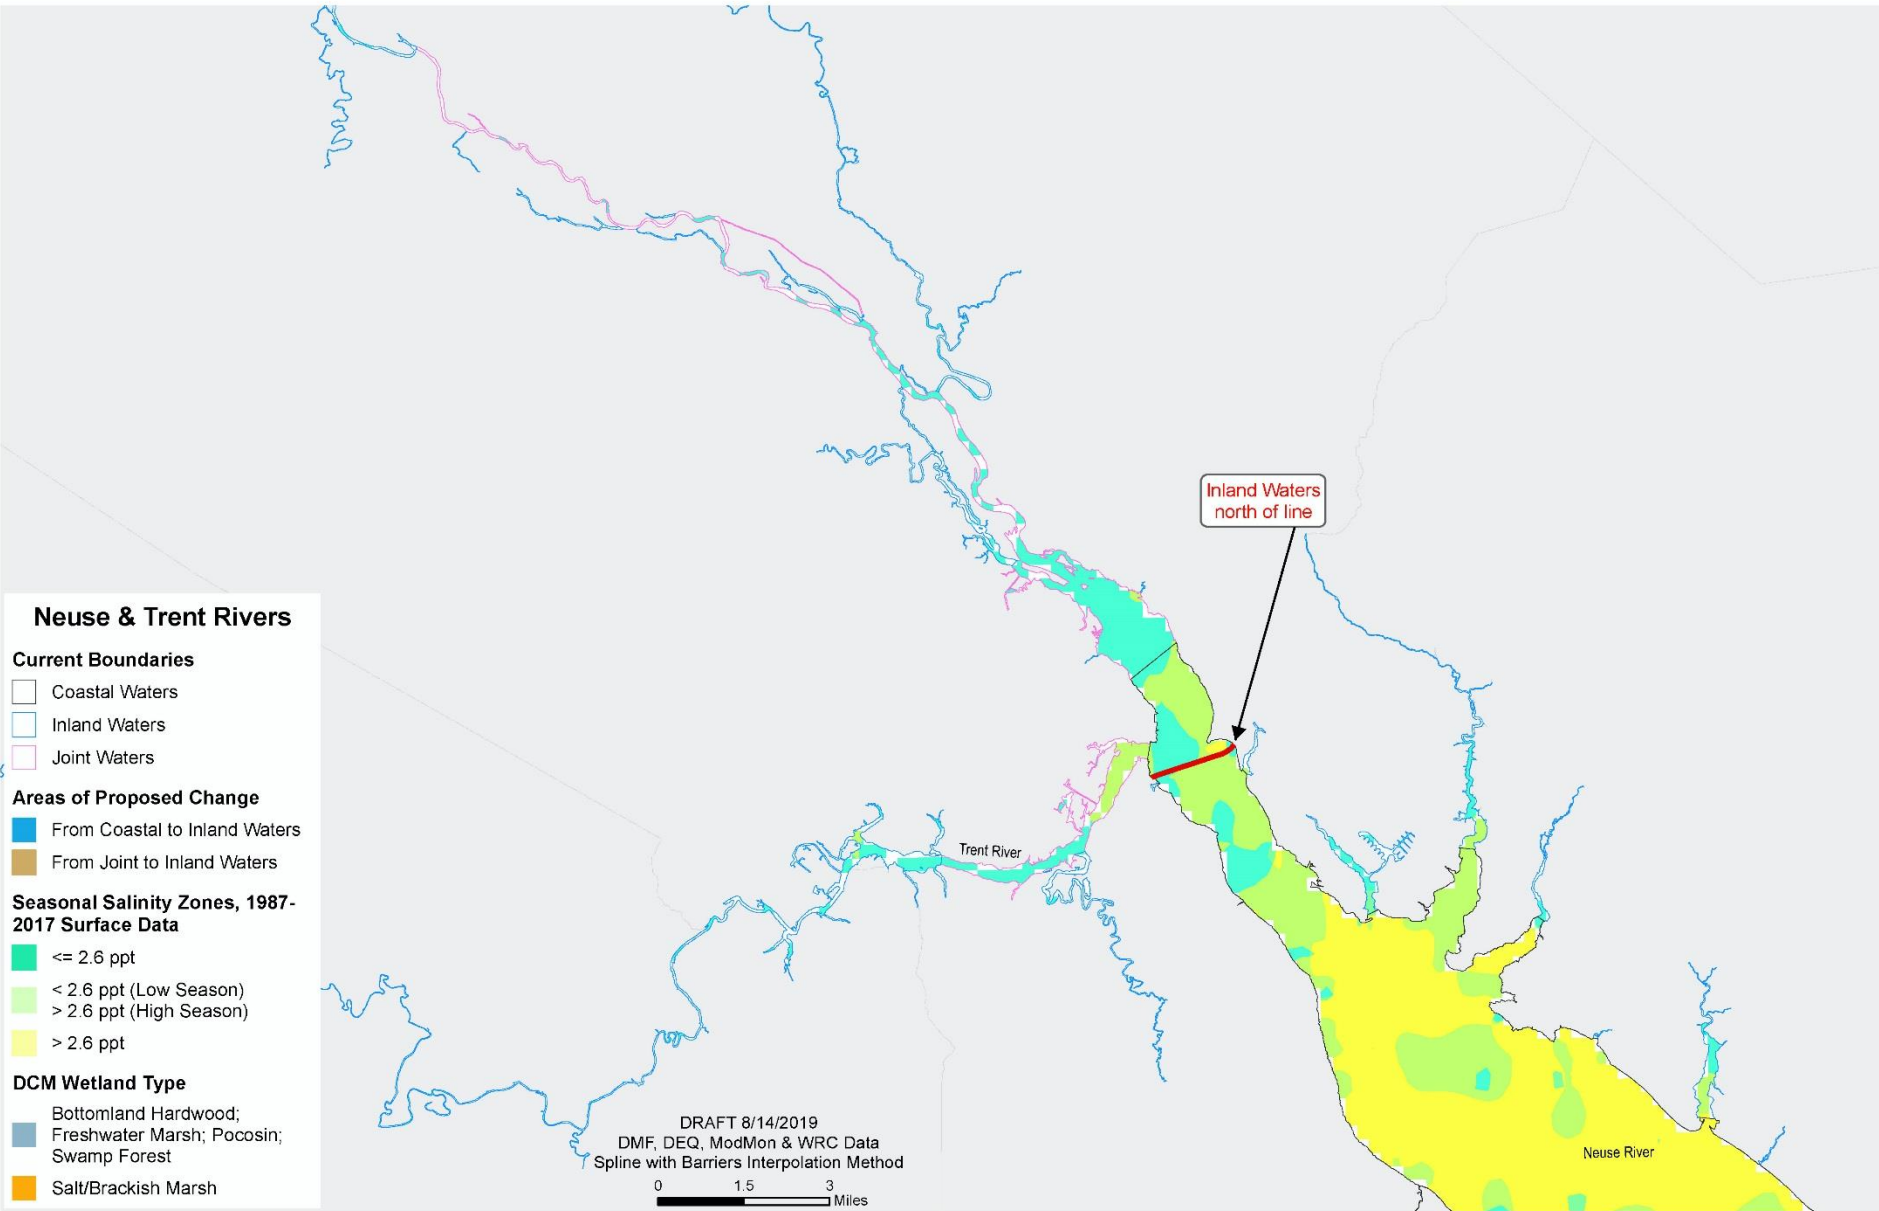 Inland Waters
north of line
Neuse & Trent Rivers
Current Boundaries
Coastal Waters
Inland Waters
Joint Waters
Areas of Proposed Change
From Coastal to Inland Waters
From Joint to Inland Waters
Seasonal Salinity Zones, 1987-
2017 Surface Data
<= 2.6 ppt
< 2.6 ppt (Low Season)
> 2.6 ppt (High Season)
> 2.6 ppt
DCM Wetland Type
Bottomland Hardwood;
Freshwater Marsh; Pocosin;
Swamp Forest
Salt/Brackish Marsh
Trent River
Neuse River
DRAFT 8/14/2019
DMF, DEQ, ModMon & WRC Data
Spline with Barriers Interpolation Method
0 1.5 3
Miles